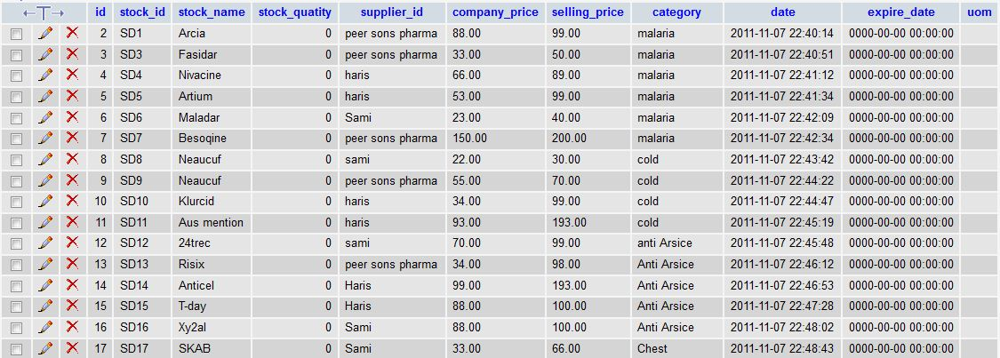 id stock_id stock_name stock_quatity supplier_id company_price selling_price category date expire_date uom
2 SD1 Arcia 0 peer sons pharma 88.00 99.00 malaria 2011-11-07 22:40:14 0000-00-00 00:00:00
3 SD3 Fasidar 0 peer sons pharma 33.00 50.00 malaria 2011-11-07 22:40:51 0000-00-00 00:00:00
4 SD4 Nivacine 0 haris 66.00 89.00 malaria 2011-11-07 22:41:12 0000-00-00 00:00:00
5 SD5 Artium 0 haris 53.00 99.00 malaria 2011-11-07 22:41:34 0000-00-00 00:00:00
6 SD6 Maladar 0 Sami 23.00 40.00 malaria 2011-11-07 22:42:09 0000-00-00 00:00:00
7 SD7 Besoqine 0 peer sons pharma 150.00 200.00 malaria 2011-11-07 22:42:34 0000-00-00 00:00:00
8 SD8 Neaucuf 0 sami 22.00 30.00 cold 2011-11-07 22:43:42 0000-00-00 00:00:00
9 SD9 Neaucuf 0 peer sons pharma 55.00 70.00 cold 2011-11-07 22:44:22 0000-00-00 00:00:00
10 SD10 Klurcid 0 haris 34.00 99.00 cold 2011-11-07 22:44:47 0000-00-00 00:00:00
11 SD11 Aus mention 0 haris 93.00 193.00 cold 2011-11-07 22:45:19 0000-00-00 00:00:00
12 SD12 24trec 0 sami 70.00 99.00 anti Arsice 2011-11-07 22:45:48 0000-00-00 00:00:00
13 SD13 Risix 0 peer sons pharma 34.00 98.00 Anti Arsice 2011-11-07 22:46:12 0000-00-00 00:00:00
14 SD14 Anticel 0 Haris 99.00 193.00 Anti Arsice 2011-11-07 22:46:53 0000-00-00 00:00:00
15 SD15 T-day 0 Haris 88.00 100.00 Anti Arsice 2011-11-07 22:47:28 0000-00-00 00:00:00
16 SD16 Xy2al 0 Sami 88.00 100.00 Anti Arsice 2011-11-07 22:48:02 0000-00-00 00:00:00
17 SD17 SKAB 0 Sami 33.00 66.00 Chest 2011-11-07 22:48:43 0000-00-00 00:00:00